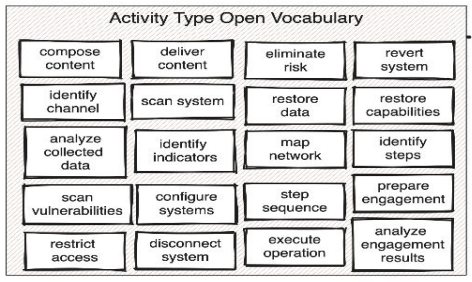 Activity Type Open Vocabulary
compose
content
deliver
content
eliminate
risk
revert
system
identify
channel
scan system
restore
data
restore
capabilities
analyze
collected
data
identify
indicators
map
network
identify
steps
scan
vulnerabilities
configure
systems
step
sequence
prepare
engagement
restrict
access
disconnect
system
execute
operation
analyze
engagement
results